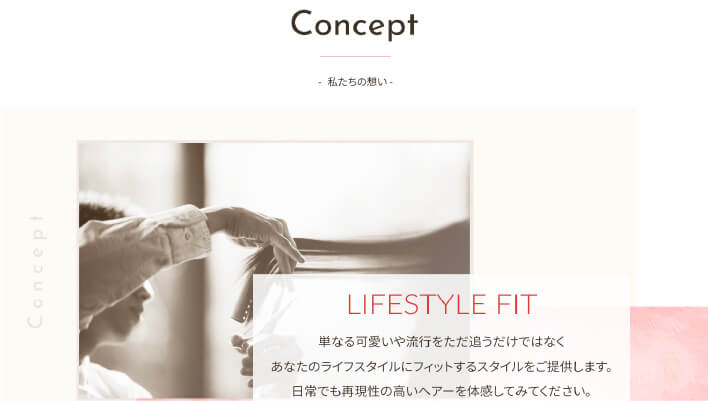 Concept
- 私たちの想い -
Concept
LIFESTYLE FIT
単なる可愛いや流行をただ追うだけではなく
あなたのライフスタイルにフィットするスタイルをご提供します。
日常でも再現性の高いヘアーを体感してみてください。